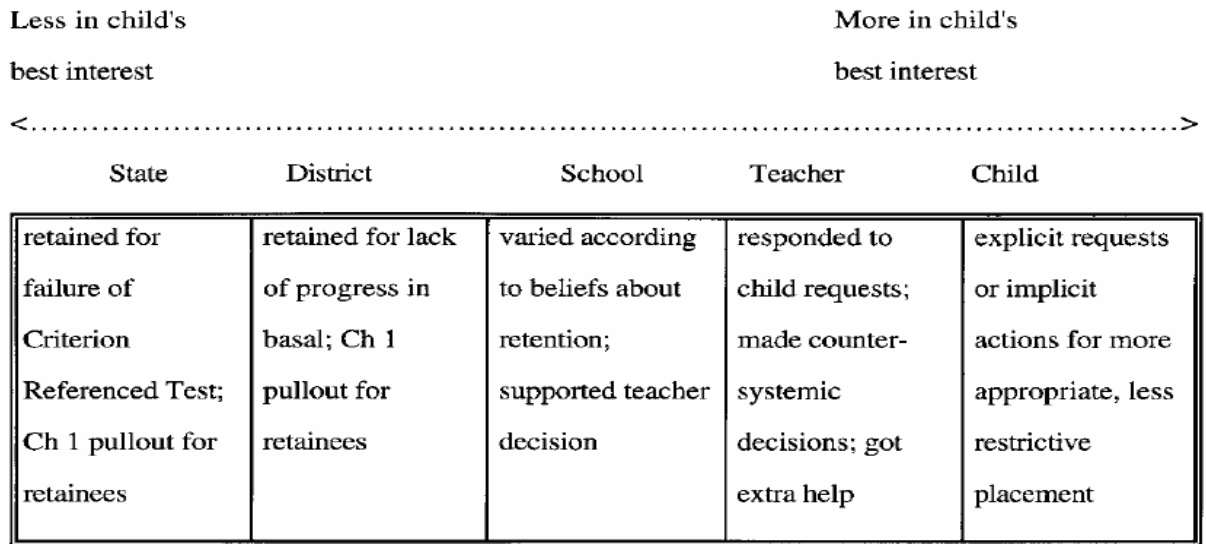 Less in child's
best interest
More in child's
best interest
<.......................................................................................................>
State District School Teacher Child
retained for
failure of
Criterion
Referenced Test;
Ch 1 pullout for
retainees
retained for lack
of progress in
basal; Ch 1
pullout for
retainees
varied according
to beliefs about
retention;
supported teacher
decision
responded to
child requests;
made counter-
systemic
decisions; got
extra help
explicit requests
or implicit
actions for more
appropriate, less
restrictive
placement